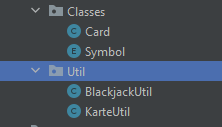 Classes
Card
Symbol
Util
BlackjackUtil
KarteUtil